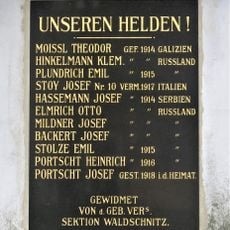 UNSEREN HELDEN!
MOISSL THEODOR GEF. 1914 GALIZIEN
HINKELMANN KLEM. " " RUSSLAND
PLUNDRICH EMIL " 1915 "
STOY JOSEF Nr. 10 VERM. 1917 ITALIEN
HASSEMANN JOSEF " 1914 SERBIEN
ELMRICH OTTO " " RUSSLAND
MILDNER JOSEF " " "
BACKERT JOSEF " " "
STOLZE EMIL " 1915 "
PORTSCHT HEINRICH " 1916 "
PORTSCHT JOSEF GEST. 1918 i.d. HEIMAT.
GEWIDMET
VON d. GEB. VERS.
SEKTION WALDSCHNITZ.